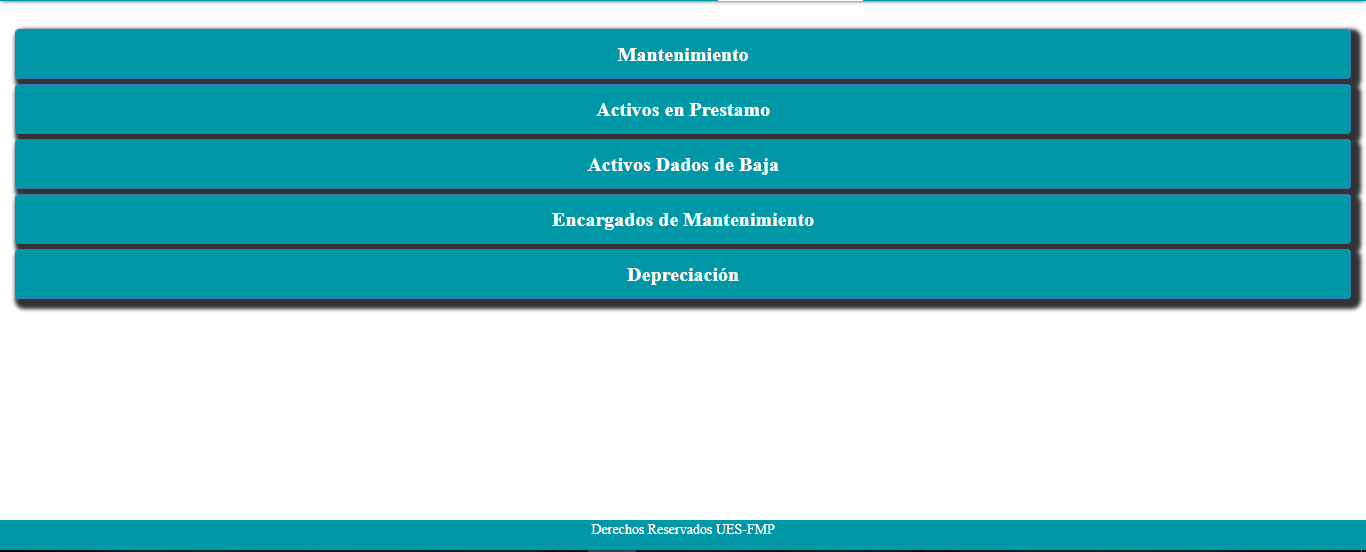 Mantenimiento
Activos en Prestamo
Activos Dados de Baja
Encargados de Mantenimiento
Depreciación
Derechos Reservados UES-FMP